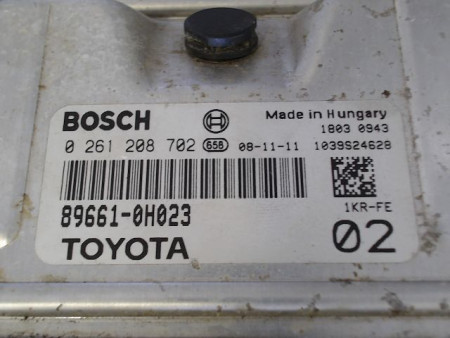 BOSCH Made in Hungary
1803 0943
0 261 208 702 658 08-11-11 1039S24628
89661-0H023 1KR-FE
TOYOTA 02